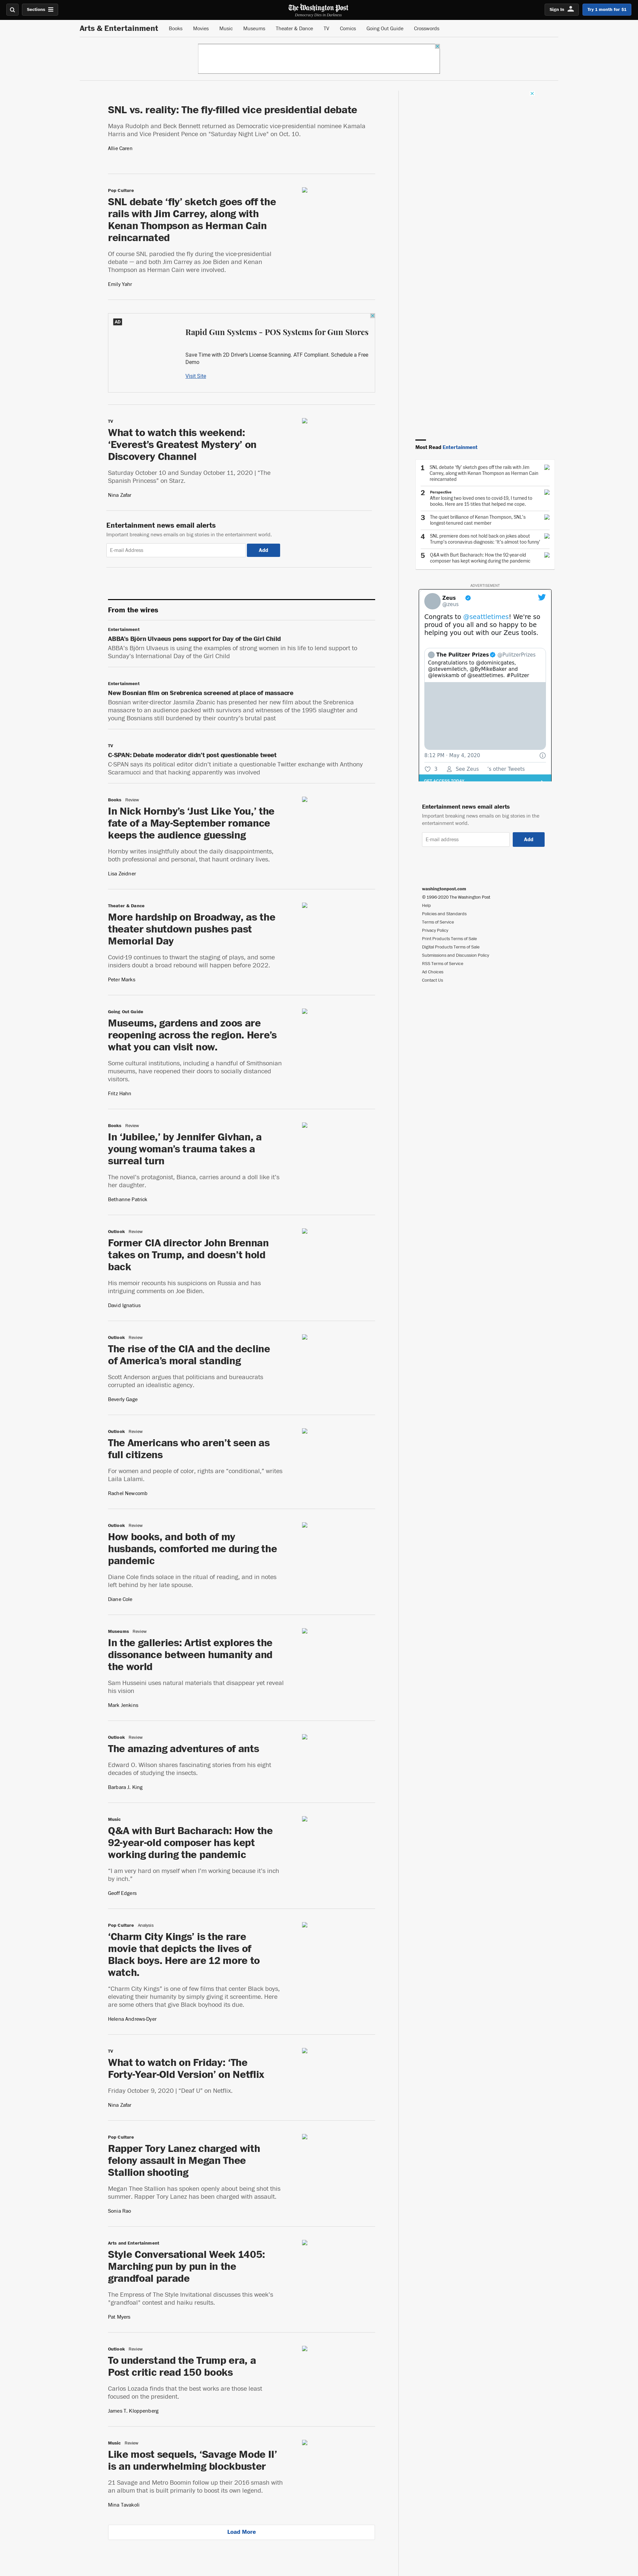 Sections
The Washington Post
Democracy Dies in Darkness
Sign in
Try 1 month for $1
Arts & Entertainment
Books
Movies
Music
Museums
Theater & Dance
TV
Comics
Going Out Guide
Crosswords
SNL vs. reality: The fly-filled vice presidential debate
Maya Rudolph and Beck Bennett returned as Democratic vice-presidential nominee Kamala
Harris and Vice President Pence on "Saturday Night Live" on Oct. 10.
Allie Caren
Pop Culture
SNL debate ‘fly’ sketch goes off the
rails with Jim Carrey, along with
Kenan Thompson as Herman Cain
reincarnated
Of course SNL parodied the fly during the vice-presidential
debate — and both Jim Carrey as Joe Biden and Kenan
Thompson as Herman Cain were involved.
Emily Yahr
AD
Rapid Gun Systems - POS Systems for Gun Stores
Save Time with 2D Driver's License Scanning. ATF Compliant. Schedule a Free
Demo
Visit Site
TV
What to watch this weekend:
‘Everest’s Greatest Mystery’ on
Discovery Channel
Saturday October 10 and Sunday October 11, 2020 | “The
Spanish Princess” on Starz.
Nina Zafar
Entertainment news email alerts
Important breaking news emails on big stories in the entertainment world.
E-mail Address
Add
From the wires
Entertainment
ABBA’s Björn Ulvaeus pens support for Day of the Girl Child
ABBA’s Björn Ulvaeus is using the examples of strong women in his life to lend support to
Sunday’s International Day of the Girl Child
Entertainment
New Bosnian film on Srebrenica screened at place of massacre
Bosnian writer-director Jasmila Zbanic has presented her new film about the Srebrenica
massacre to an audience packed with survivors and witnesses of the 1995 slaughter and
young Bosnians still burdened by their country’s brutal past
TV
C-SPAN: Debate moderator didn’t post questionable tweet
C-SPAN says its political editor didn't initiate a questionable Twitter exchange with Anthony
Scaramucci and that hacking apparently was involved
Books Review
In Nick Hornby’s ‘Just Like You,’ the
fate of a May-September romance
keeps the audience guessing
Hornby writes insightfully about the daily disappointments,
both professional and personal, that haunt ordinary lives.
Lisa Zeidner
Theater & Dance
More hardship on Broadway, as the
theater shutdown pushes past
Memorial Day
Covid-19 continues to thwart the staging of plays, and some
insiders doubt a broad rebound will happen before 2022.
Peter Marks
Going Out Guide
Museums, gardens and zoos are
reopening across the region. Here’s
what you can visit now.
Some cultural institutions, including a handful of Smithsonian
museums, have reopened their doors to socially distanced
visitors.
Fritz Hahn
Books Review
In ‘Jubilee,’ by Jennifer Givhan, a
young woman’s trauma takes a
surreal turn
The novel’s protagonist, Bianca, carries around a doll like it’s
her daughter.
Bethanne Patrick
Outlook Review
Former CIA director John Brennan
takes on Trump, and doesn’t hold
back
His memoir recounts his suspicions on Russia and has
intriguing comments on Joe Biden.
David Ignatius
Outlook Review
The rise of the CIA and the decline
of America’s moral standing
Scott Anderson argues that politicians and bureaucrats
corrupted an idealistic agency.
Beverly Gage
Outlook Review
The Americans who aren’t seen as
full citizens
For women and people of color, rights are "conditional," writes
Laila Lalami.
Rachel Newcomb
Outlook Review
How books, and both of my
husbands, comforted me during the
pandemic
Diane Cole finds solace in the ritual of reading, and in notes
left behind by her late spouse.
Diane Cole
Museums Review
In the galleries: Artist explores the
dissonance between humanity and
the world
Sam Husseini uses natural materials that disappear yet reveal
his vision
Mark Jenkins
Outlook Review
The amazing adventures of ants
Edward O. Wilson shares fascinating stories from his eight
decades of studying the insects.
Barbara J. King
Music
Q&A with Burt Bacharach: How the
92-year-old composer has kept
working during the pandemic
“I am very hard on myself when I’m working because it’s inch
by inch.”
Geoff Edgers
Pop Culture Analysis
‘Charm City Kings’ is the rare
movie that depicts the lives of
Black boys. Here are 12 more to
watch.
“Charm City Kings” is one of few films that center Black boys,
elevating their humanity by simply giving it screentime. Here
are some others that give Black boyhood its due.
Helena Andrews-Dyer
TV
What to watch on Friday: ‘The
Forty-Year-Old Version’ on Netflix
Friday October 9, 2020 | “Deaf U” on Netflix.
Nina Zafar
Pop Culture
Rapper Tory Lanez charged with
felony assault in Megan Thee
Stallion shooting
Megan Thee Stallion has spoken openly about being shot this
summer. Rapper Tory Lanez has been charged with assault.
Sonia Rao
Arts and Entertainment
Style Conversational Week 1405:
Marching pun by pun in the
grandfoal parade
The Empress of The Style Invitational discusses this week’s
“grandfoal” contest and haiku results.
Pat Myers
Outlook Review
To understand the Trump era, a
Post critic read 150 books
Carlos Lozada finds that the best works are those least
focused on the president.
James T. Kloppenberg
Music Review
Like most sequels, ‘Savage Mode II’
is an underwhelming blockbuster
21 Savage and Metro Boomin follow up their 2016 smash with
an album that is built primarily to boost its own legend.
Mina Tavakoli
Load More
Most Read Entertainment
1 SNL debate ‘fly’ sketch goes off the rails with Jim
Carrey, along with Kenan Thompson as Herman Cain
reincarnated
2 Perspective
After losing two loved ones to covid-19, I turned to
books. Here are 15 titles that helped me cope.
3 The quiet brilliance of Kenan Thompson, SNL’s
longest-tenured cast member
4 SNL premiere does not hold back on jokes about
Trump’s coronavirus diagnosis: ‘It’s almost too funny’
5 Q&A with Burt Bacharach: How the 92-year-old
composer has kept working during the pandemic
ADVERTISEMENT
Zeus
@zeus
Congrats to @seattletimes! We're so
proud of you all and so happy to be
helping you out with our Zeus tools.
The Pulitzer Prizes @PulitzerPrizes
Congratulations to @dominicgates,
@stevemiletich, @ByMikeBaker and
@lewiskamb of @seattletimes. #Pulitzer
8:12 PM · May 4, 2020
3 See Zeus 's other Tweets
GET ACCESS TODAY
Entertainment news email alerts
Important breaking news emails on big stories in the
entertainment world.
E-mail address
Add
washingtonpost.com
© 1996-2020 The Washington Post
Help
Policies and Standards
Terms of Service
Privacy Policy
Print Products Terms of Sale
Digital Products Terms of Sale
Submissions and Discussion Policy
RSS Terms of Service
Ad Choices
Contact Us